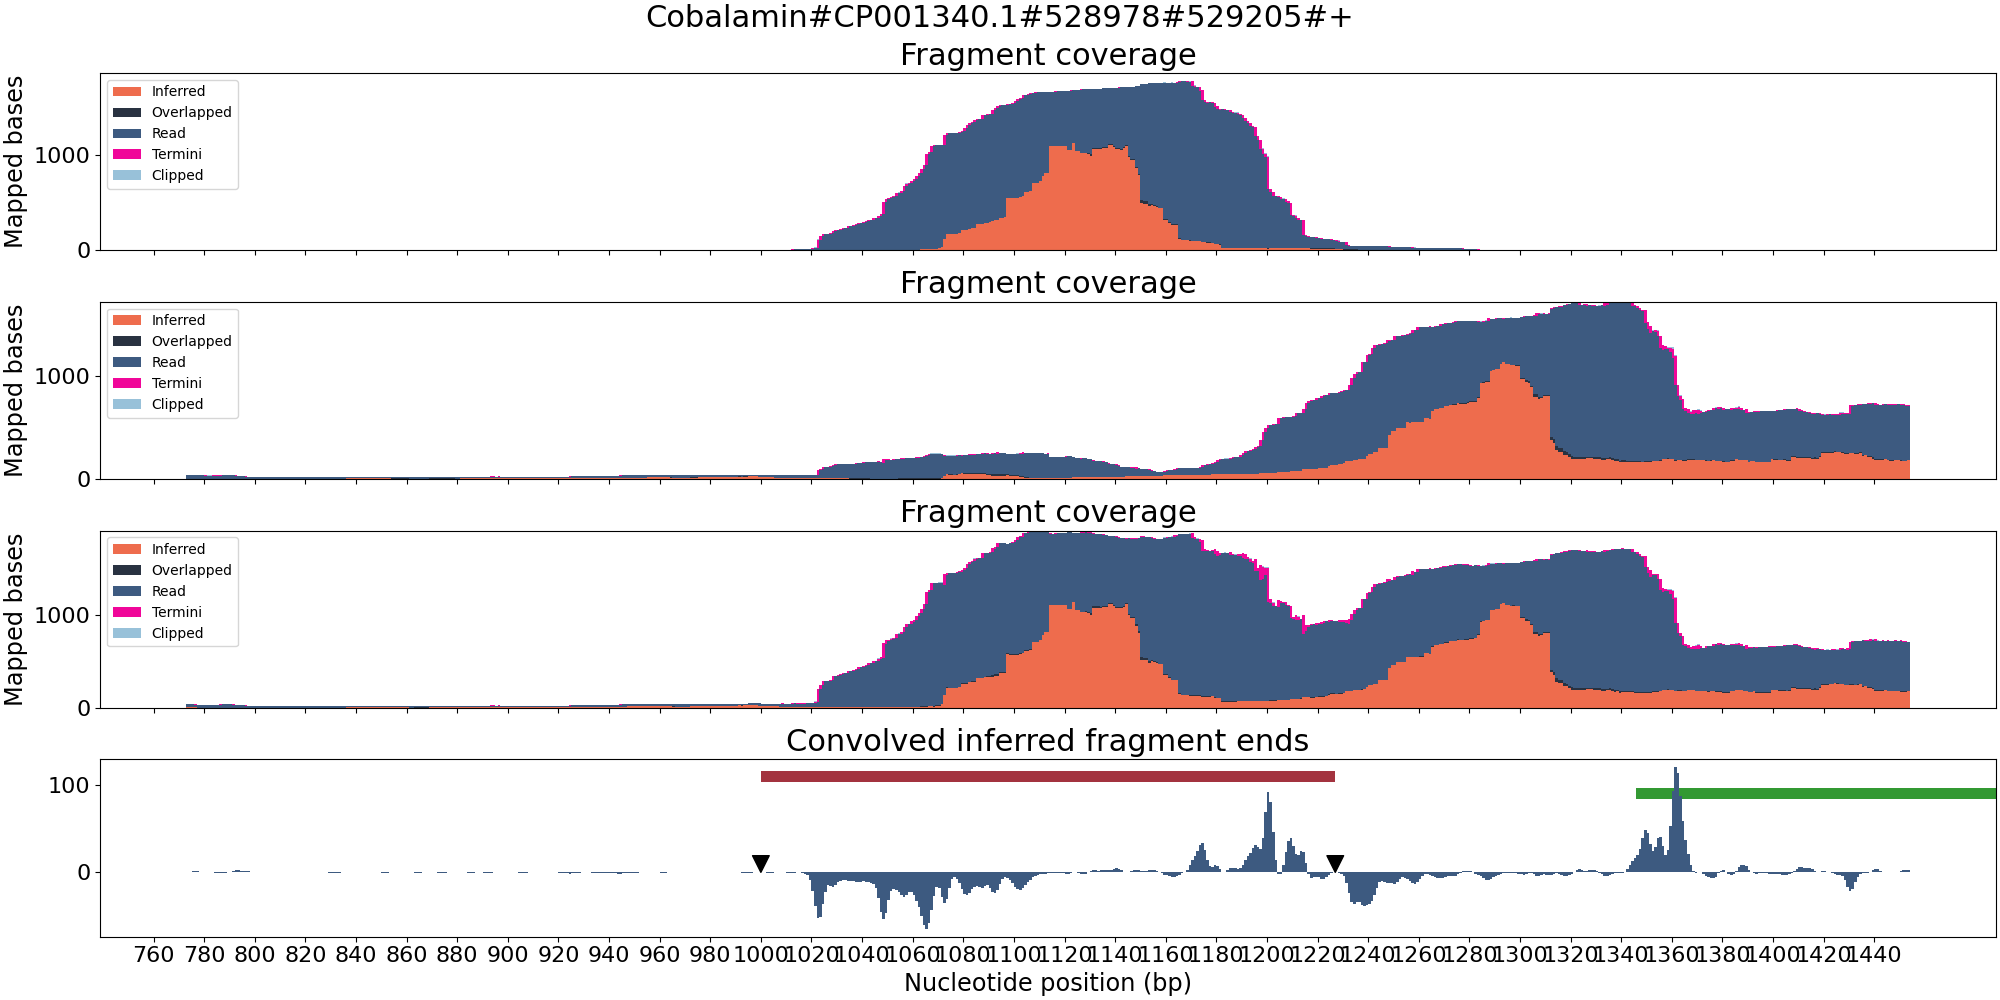 Cobalamin#CP001340.1#528978#529205#+
Fragment coverage
Mapped bases
1000
0
Inferred
Overlapped
Read
Termini
Clipped
Fragment coverage
Mapped bases
1000
0
Inferred
Overlapped
Read
Termini
Clipped
Fragment coverage
Mapped bases
1000
0
Inferred
Overlapped
Read
Termini
Clipped
Convolved inferred fragment ends
100
0
760 780 800 820 840 860 880 900 920 940 960 980 1000 1020 1040 1060 1080 1100 1120 1140 1160 1180 1200 1220 1240 1260 1280 1300 1320 1340 1360 1380 1400 1420 1440
Nucleotide position (bp)